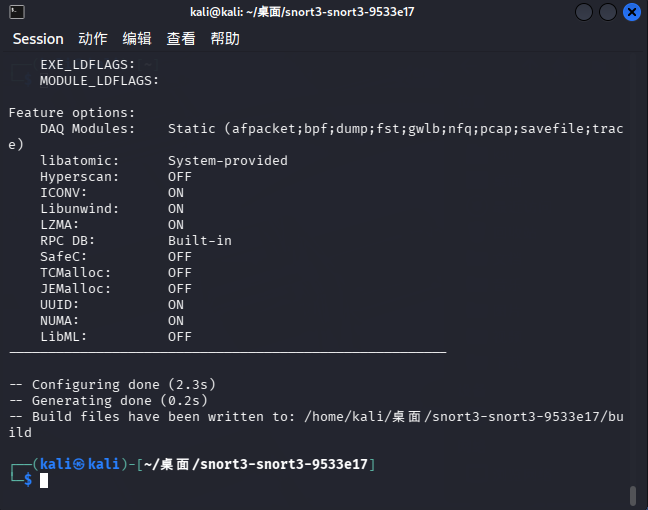 kali@kali: ~/桌面/snort3-snort3-9533e17
Session 动作 编辑 查看 帮助
EXE_LDFLAGS:
MODULE_LDFLAGS:
Feature options:
DAQ Modules: Static (afpacket;bpf;dump;fst;gwlb;nfq;pcap;savefile;trac
e)
libatomic: System-provided
Hyperscan: OFF
ICONV: ON
Libunwind: ON
LZMA: ON
RPC DB: Built-in
SafeC: OFF
TCMalloc: OFF
JEMalloc: OFF
UUID: ON
NUMA: ON
LibML: OFF
-------------------------------------------------------
-- Configuring done (2.3s)
-- Generating done (0.2s)
-- Build files have been written to: /home/kali/桌面/snort3-snort3-9533e17/bu
ild
┌──(kali㉿kali)-[~/桌面/snort3-snort3-9533e17]
└─$